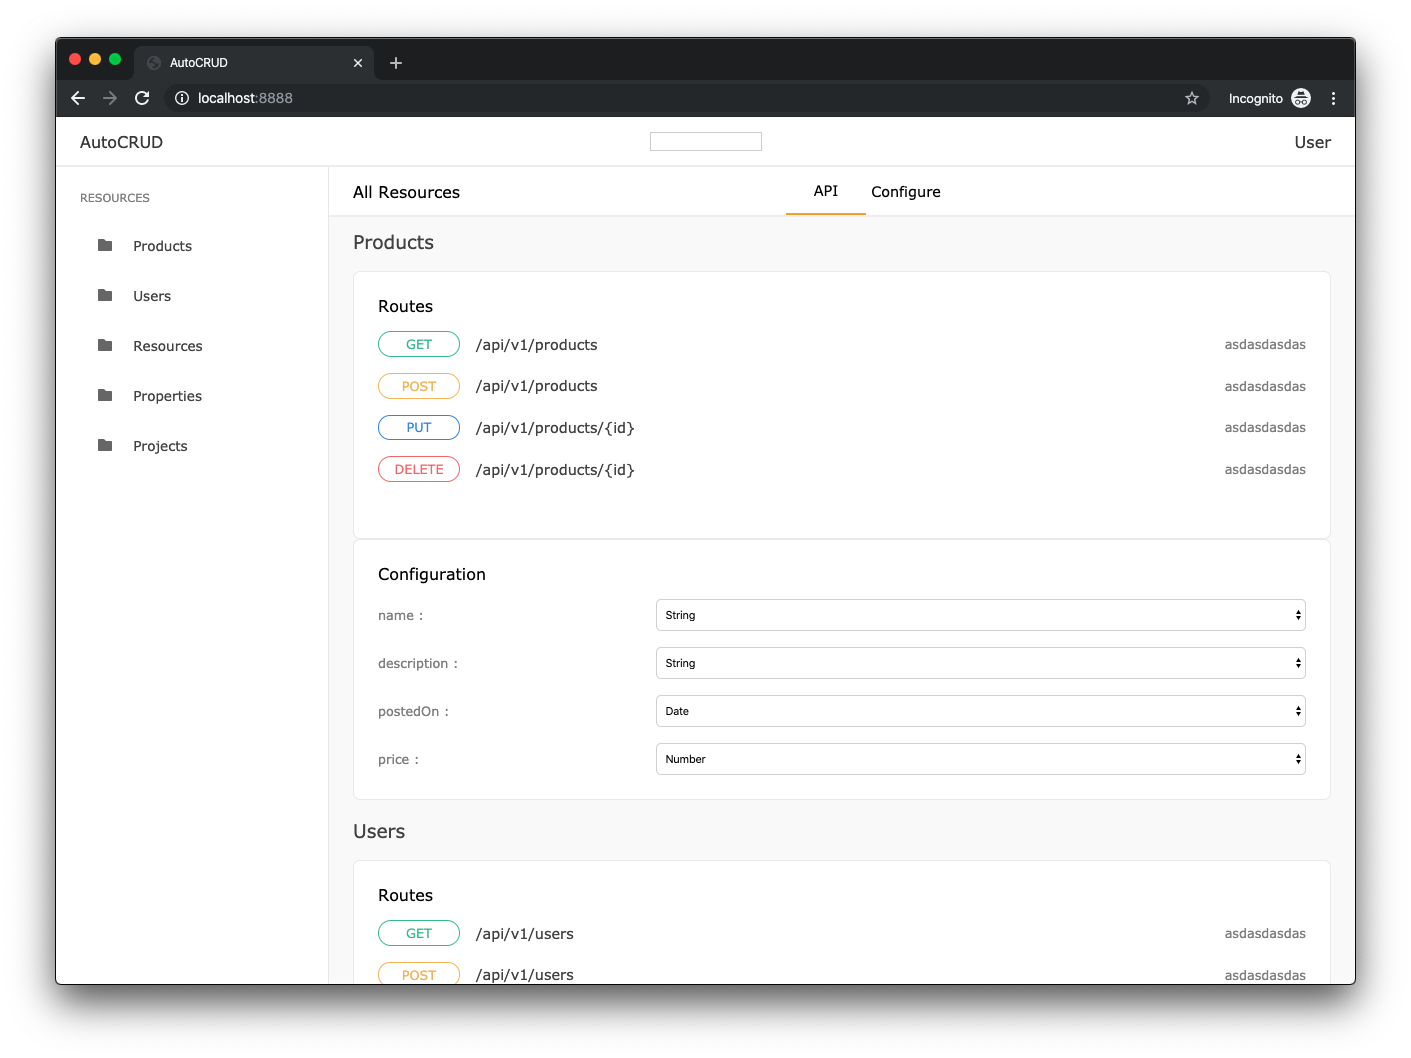 AutoCRUD
localhost:8888
Incognito
AutoCRUD
User
RESOURCES
Products
Users
Resources
Properties
Projects
All Resources
API
Configure
Products
Routes
GET /api/v1/products asdasdasdas
POST /api/v1/products asdasdasdas
PUT /api/v1/products/{id} asdasdasdas
DELETE /api/v1/products/{id} asdasdasdas
Configuration
name : String
description : String
postedOn : Date
price : Number
Users
Routes
GET /api/v1/users asdasdasdas
POST /api/v1/users asdasdasdas